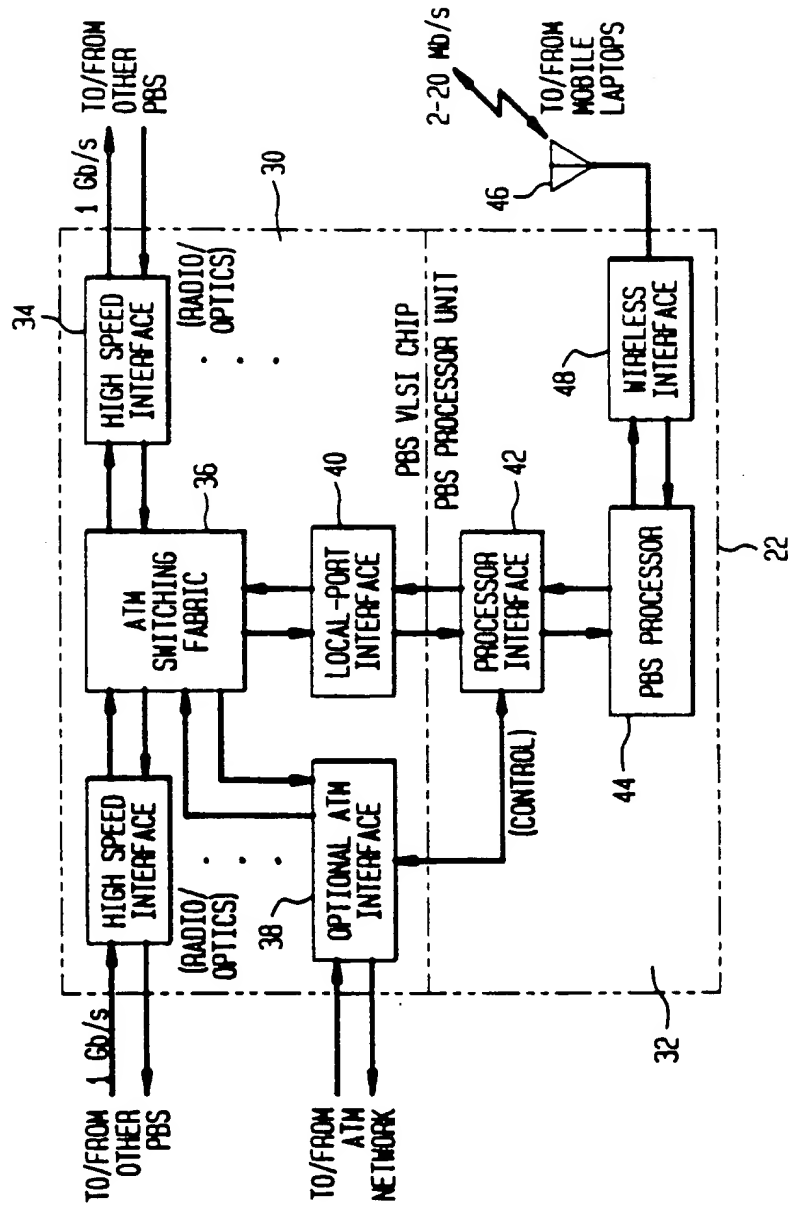 TO/FROM
OTHER
PBS
1 Gb/s
HIGH SPEED
INTERFACE
(RADIO/
OPTICS)
ATM
SWITCHING
FABRIC
36
34
HIGH SPEED
INTERFACE
(RADIO/
OPTICS)
1 Gb/s
TO/FROM
OTHER
PBS
30
TO/FROM
ATM
NETWORK
38
OPTIONAL ATM
INTERFACE
LOCAL-PORT
INTERFACE
40
PBS VLSI CHIP
PBS PROCESSOR UNIT
(CONTROL)
PROCESSOR
INTERFACE
42
2-20 Mb/s
TO/FROM
MOBILE
LAPTOPS
46
48
WIRELESS
INTERFACE
44
PBS PROCESSOR
32
22